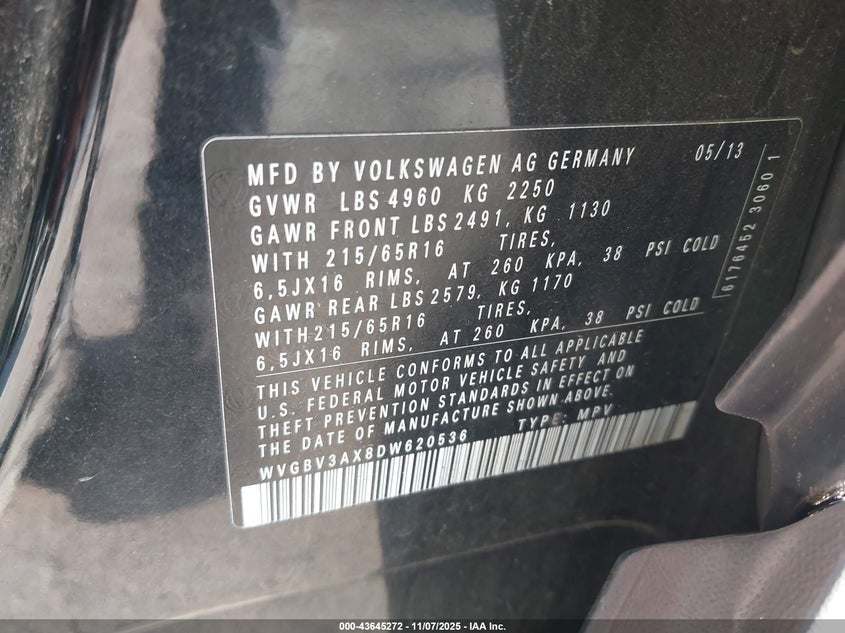 MFD BY VOLKSWAGEN AG GERMANY 05/13
GVWR LBS 4960 KG 2250
GAWR FRONT LBS 2491, KG 1130
WITH 215/65R16 TIRES,
6,5JX16 RIMS, AT 260 KPA, 38 PSI COLD
GAWR REAR LBS 2579, KG 1170
WITH 215/65R16 TIRES,
6,5JX16 RIMS, AT 260 KPA, 38 PSI COLD
THIS VEHICLE CONFORMS TO ALL APPLICABLE
U.S. FEDERAL MOTOR VEHICLE SAFETY AND
THEFT PREVENTION STANDARDS IN EFFECT ON
THE DATE OF MANUFACTURE SHOWN ABOVE.
WVGBV3AX8DW620536 TYPE: MPV
6176452 30601
000-43645272 — 11/07/2025 — IAA Inc.